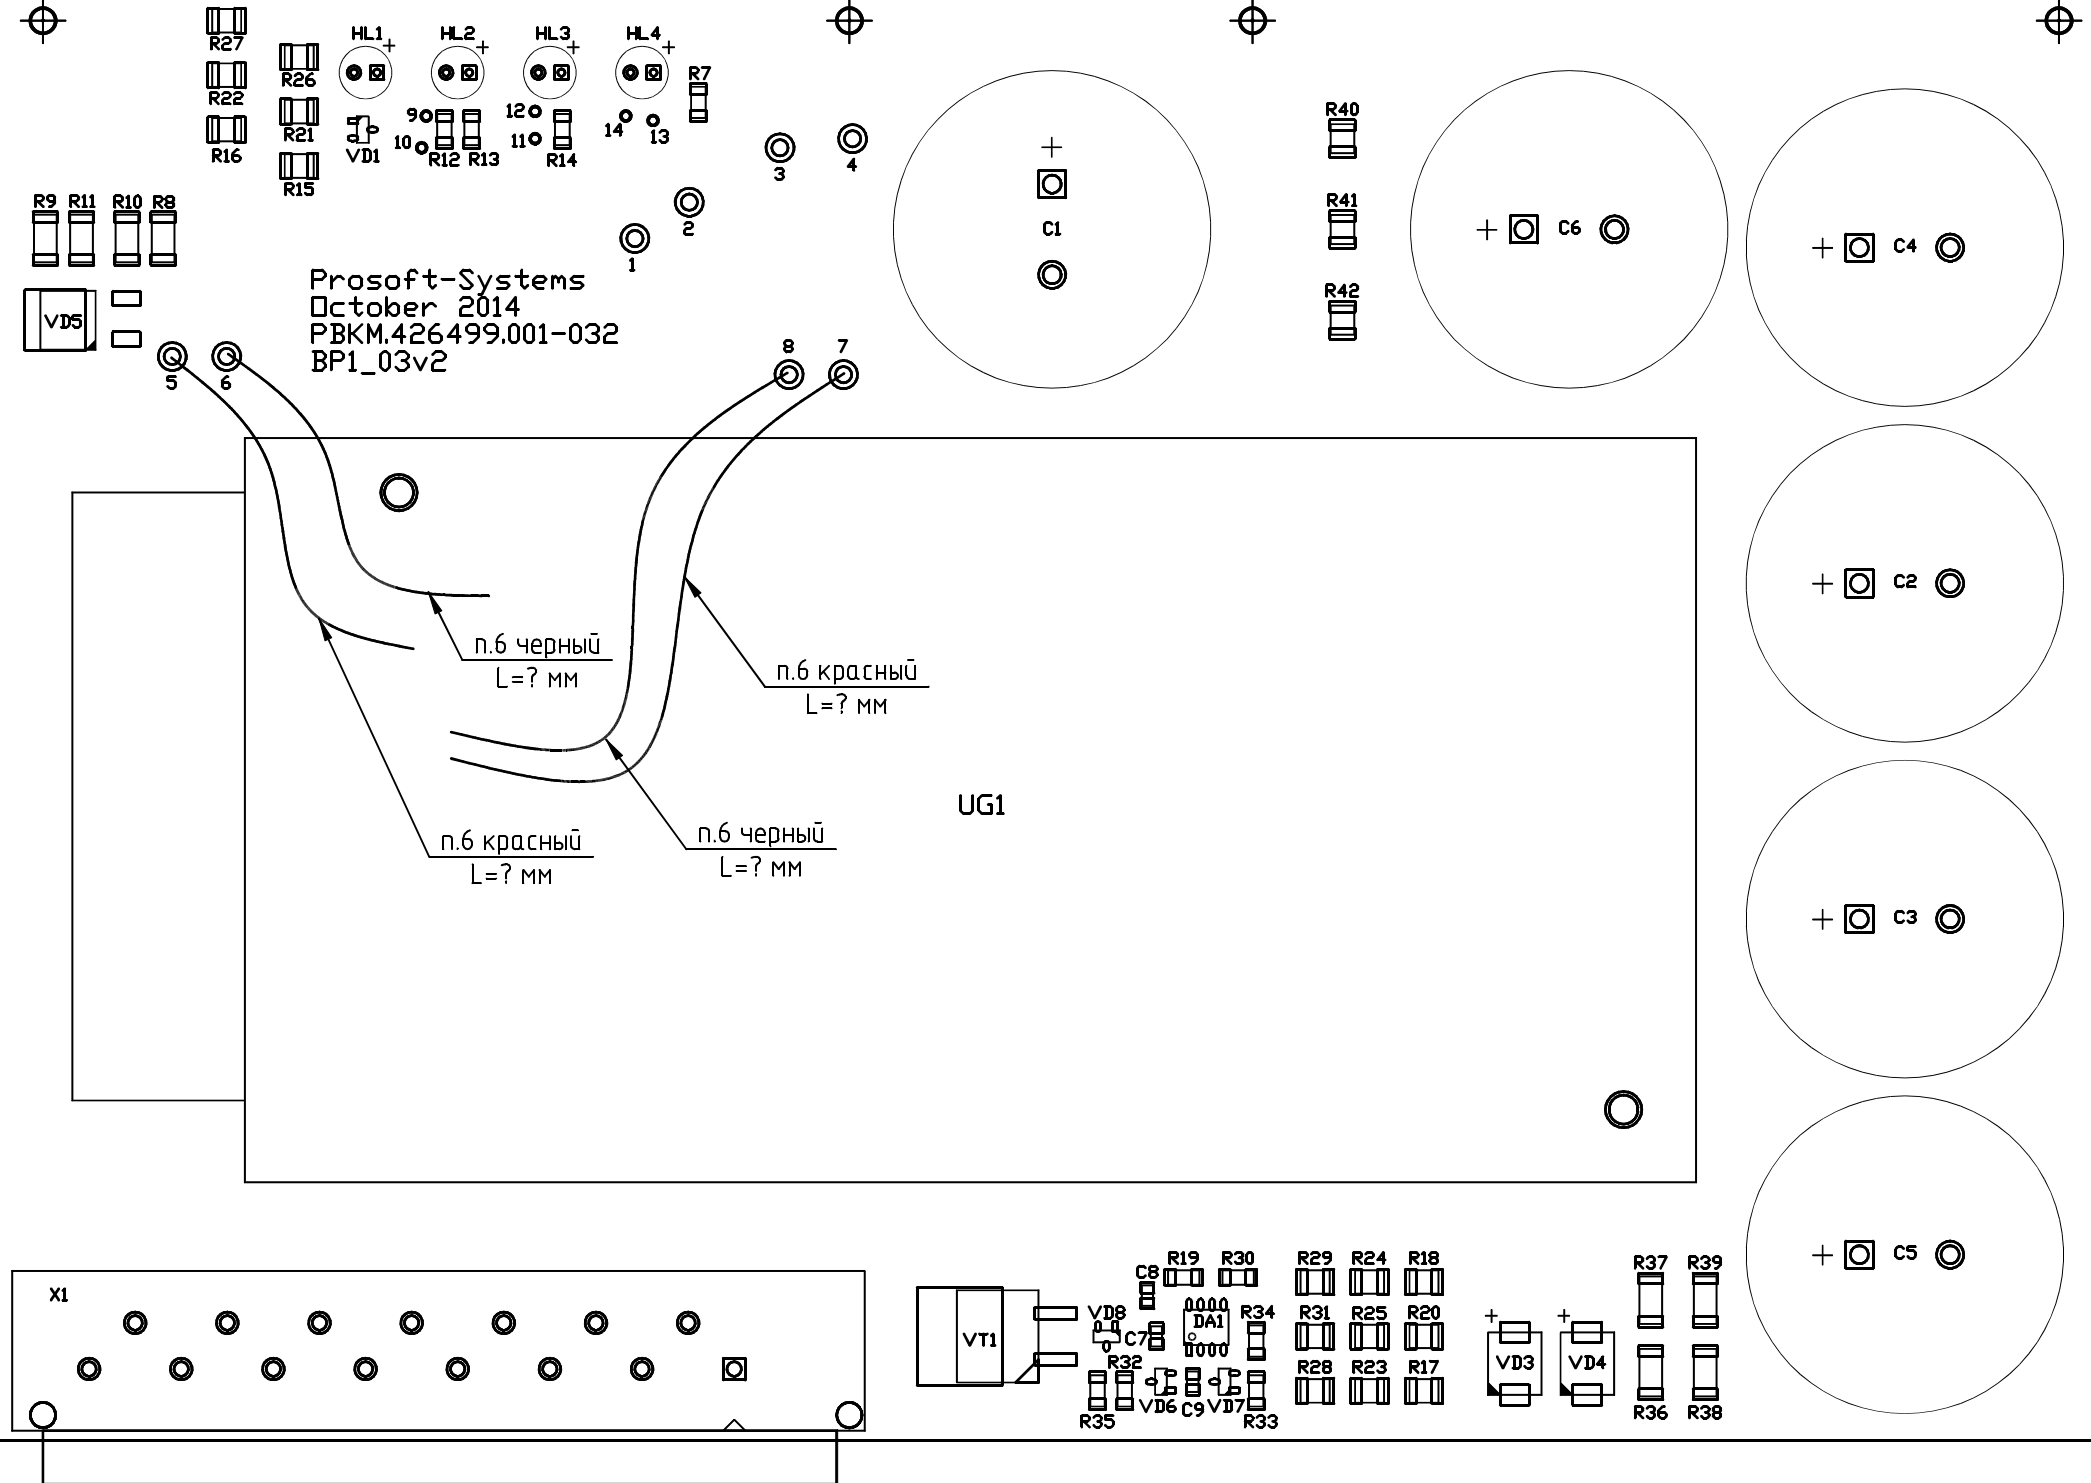 R27
R22
R16
R26
R21
R15
HL1
HL2
HL3
HL4
R7
VD1
9
10
R12
R13
12
11
R14
14
13
3
4
2
1
R9 R11 R10 R8
VD5
Prosoft-Systems
October 2014
PBKM.426499.001-032
BP1_03v2
5
6
8
7
C1
R40
R41
R42
C6
C4
C2
C3
C5
п.6 черный
L=? мм
п.6 красный
L=? мм
п.6 красный
L=? мм
п.6 черный
L=? мм
UG1
X1
VT1
VD8
C8
C7
R19
R30
DA1
R34
R32
R35
VD6
C9
VD7
R33
R29 R24 R18
R31 R25 R20
R28 R23 R17
VD3
VD4
R37 R39
R36 R38